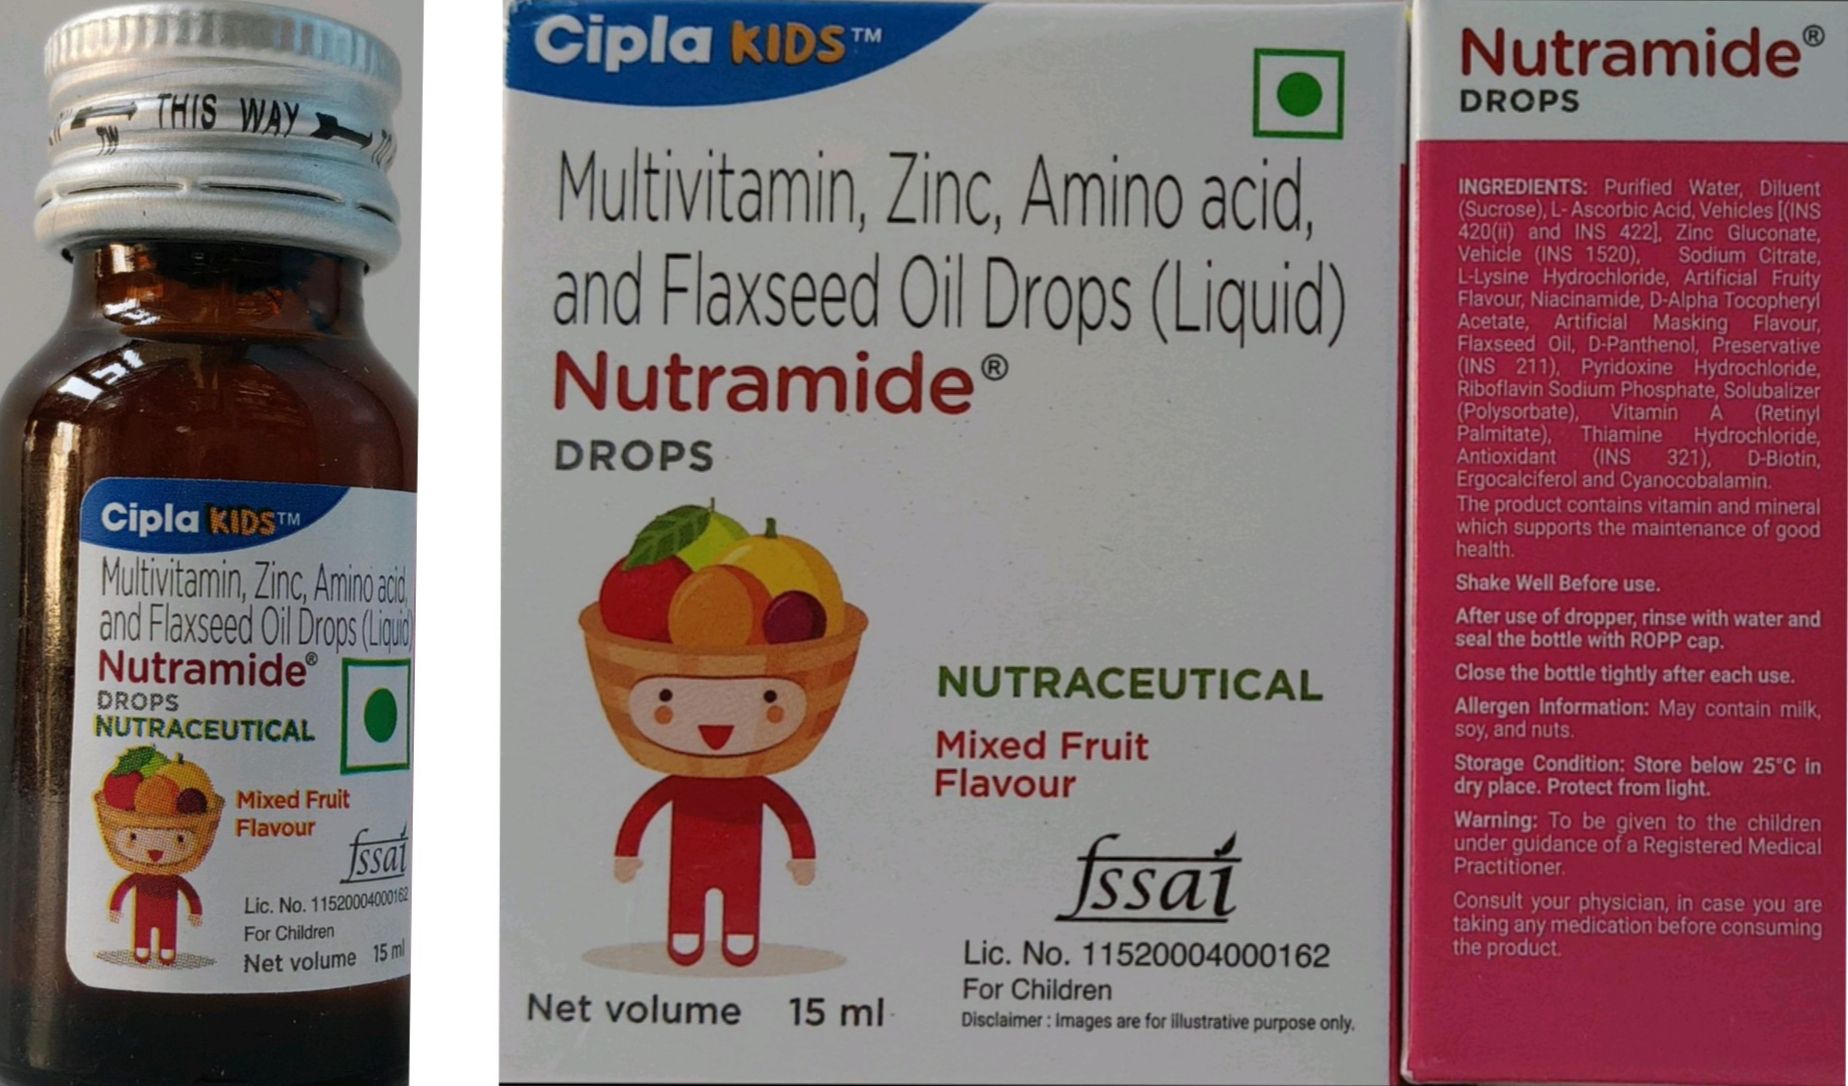 THIS WAY
Cipla KIDS™
Multivitamin, Zinc, Amino acid,
and Flaxseed Oil Drops (Liquid)
Nutramide®
DROPS
NUTRACEUTICAL
Mixed Fruit
Flavour
fssai
Lic. No. 11520004000162
For Children
Net volume 15 ml
Cipla KIDS™
Multivitamin, Zinc, Amino acid,
and Flaxseed Oil Drops (Liquid)
Nutramide®
DROPS
NUTRACEUTICAL
Mixed Fruit
Flavour
fssai
Lic. No. 11520004000162
For Children
Net volume 15 ml
Disclaimer : Images are for illustrative purpose only.
Nutramide®
DROPS
INGREDIENTS: Purified Water, Diluent
(Sucrose), L- Ascorbic Acid, Vehicles [(INS
420(ii) and INS 422], Zinc Gluconate,
Vehicle (INS 1520), Sodium Citrate,
L-Lysine Hydrochloride, Artificial Fruity
Flavour, Niacinamide, D-Alpha Tocopheryl
Acetate, Artificial Masking Flavour,
Flaxseed Oil, D-Panthenol, Preservative
(INS 211), Pyridoxine Hydrochloride,
Riboflavin Sodium Phosphate, Solubalizer
(Polysorbate), Vitamin A (Retinyl
Palmitate), Thiamine Hydrochloride,
Antioxidant (INS 321), D-Biotin,
Ergocalciferol and Cyanocobalamin.
The product contains vitamin and mineral
which supports the maintenance of good
health.
Shake Well Before use.
After use of dropper, rinse with water and
seal the bottle with ROPP cap.
Close the bottle tightly after each use.
Allergen Information: May contain milk,
soy, and nuts.
Storage Condition: Store below 25°C in
dry place. Protect from light.
Warning: To be given to the children
under guidance of a Registered Medical
Practitioner.
Consult your physician, in case you are
taking any medication before consuming
the product.